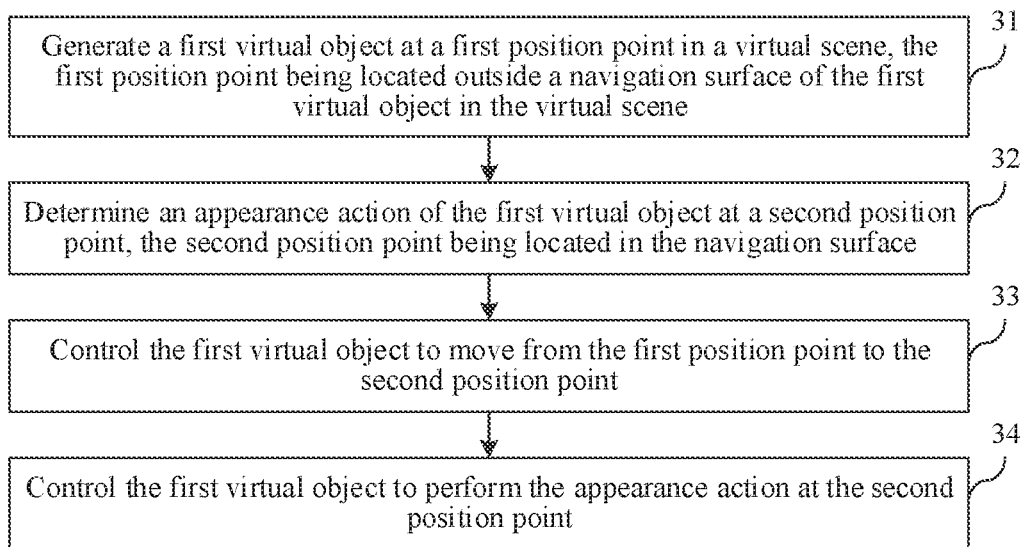 31
Generate a first virtual object at a first position point in a virtual scene, the
first position point being located outside a navigation surface of the first
virtual object in the virtual scene
32
Determine an appearance action of the first virtual object at a second position
point, the second position point being located in the navigation surface
33
Control the first virtual object to move from the first position point to the
second position point
34
Control the first virtual object to perform the appearance action at the second
position point